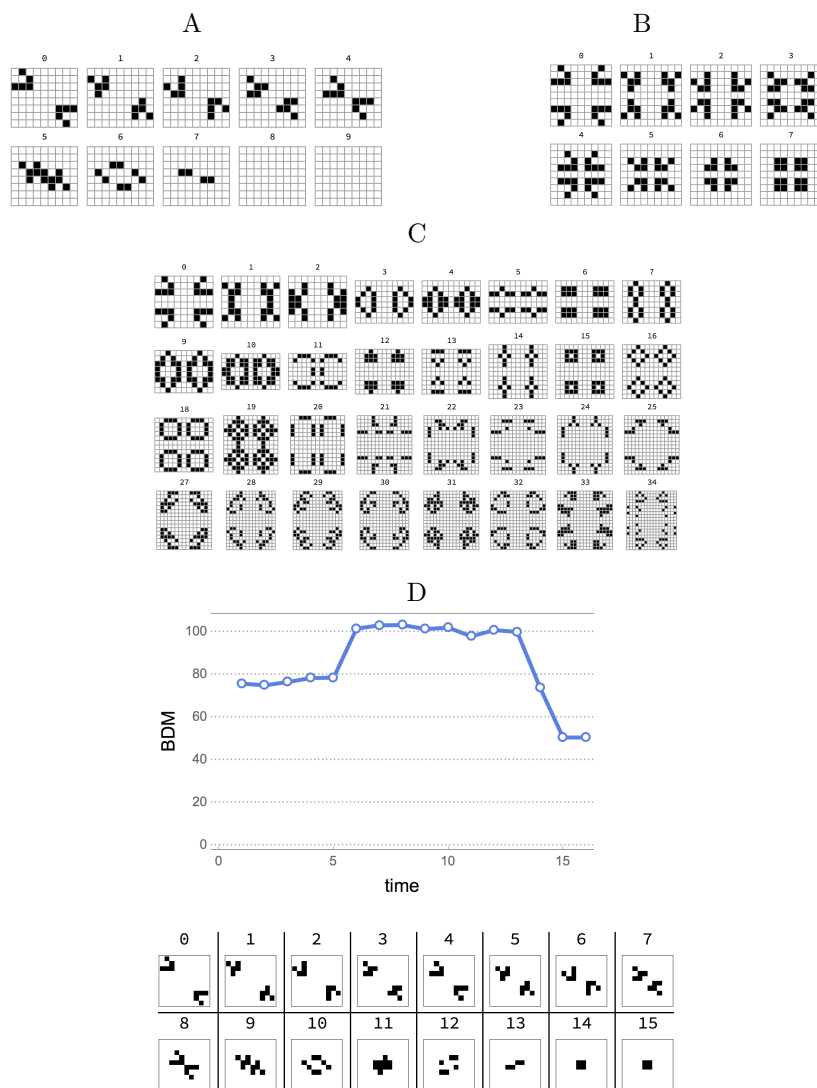 A B
0 1 2 3 4
5 6 7 8 9
0 1 2 3
4 5 6 7
C
0 1 2 3 4 5 6 7
9 10 11 12 13 14 15 16
18 19 20 21 22 23 24 25
27 28 29 30 31 32 33 34
D
100
80
60
40
20
0
BDM
0 5 10 15
time
0 1 2 3 4 5 6 7
8 9 10 11 12 13 14 15